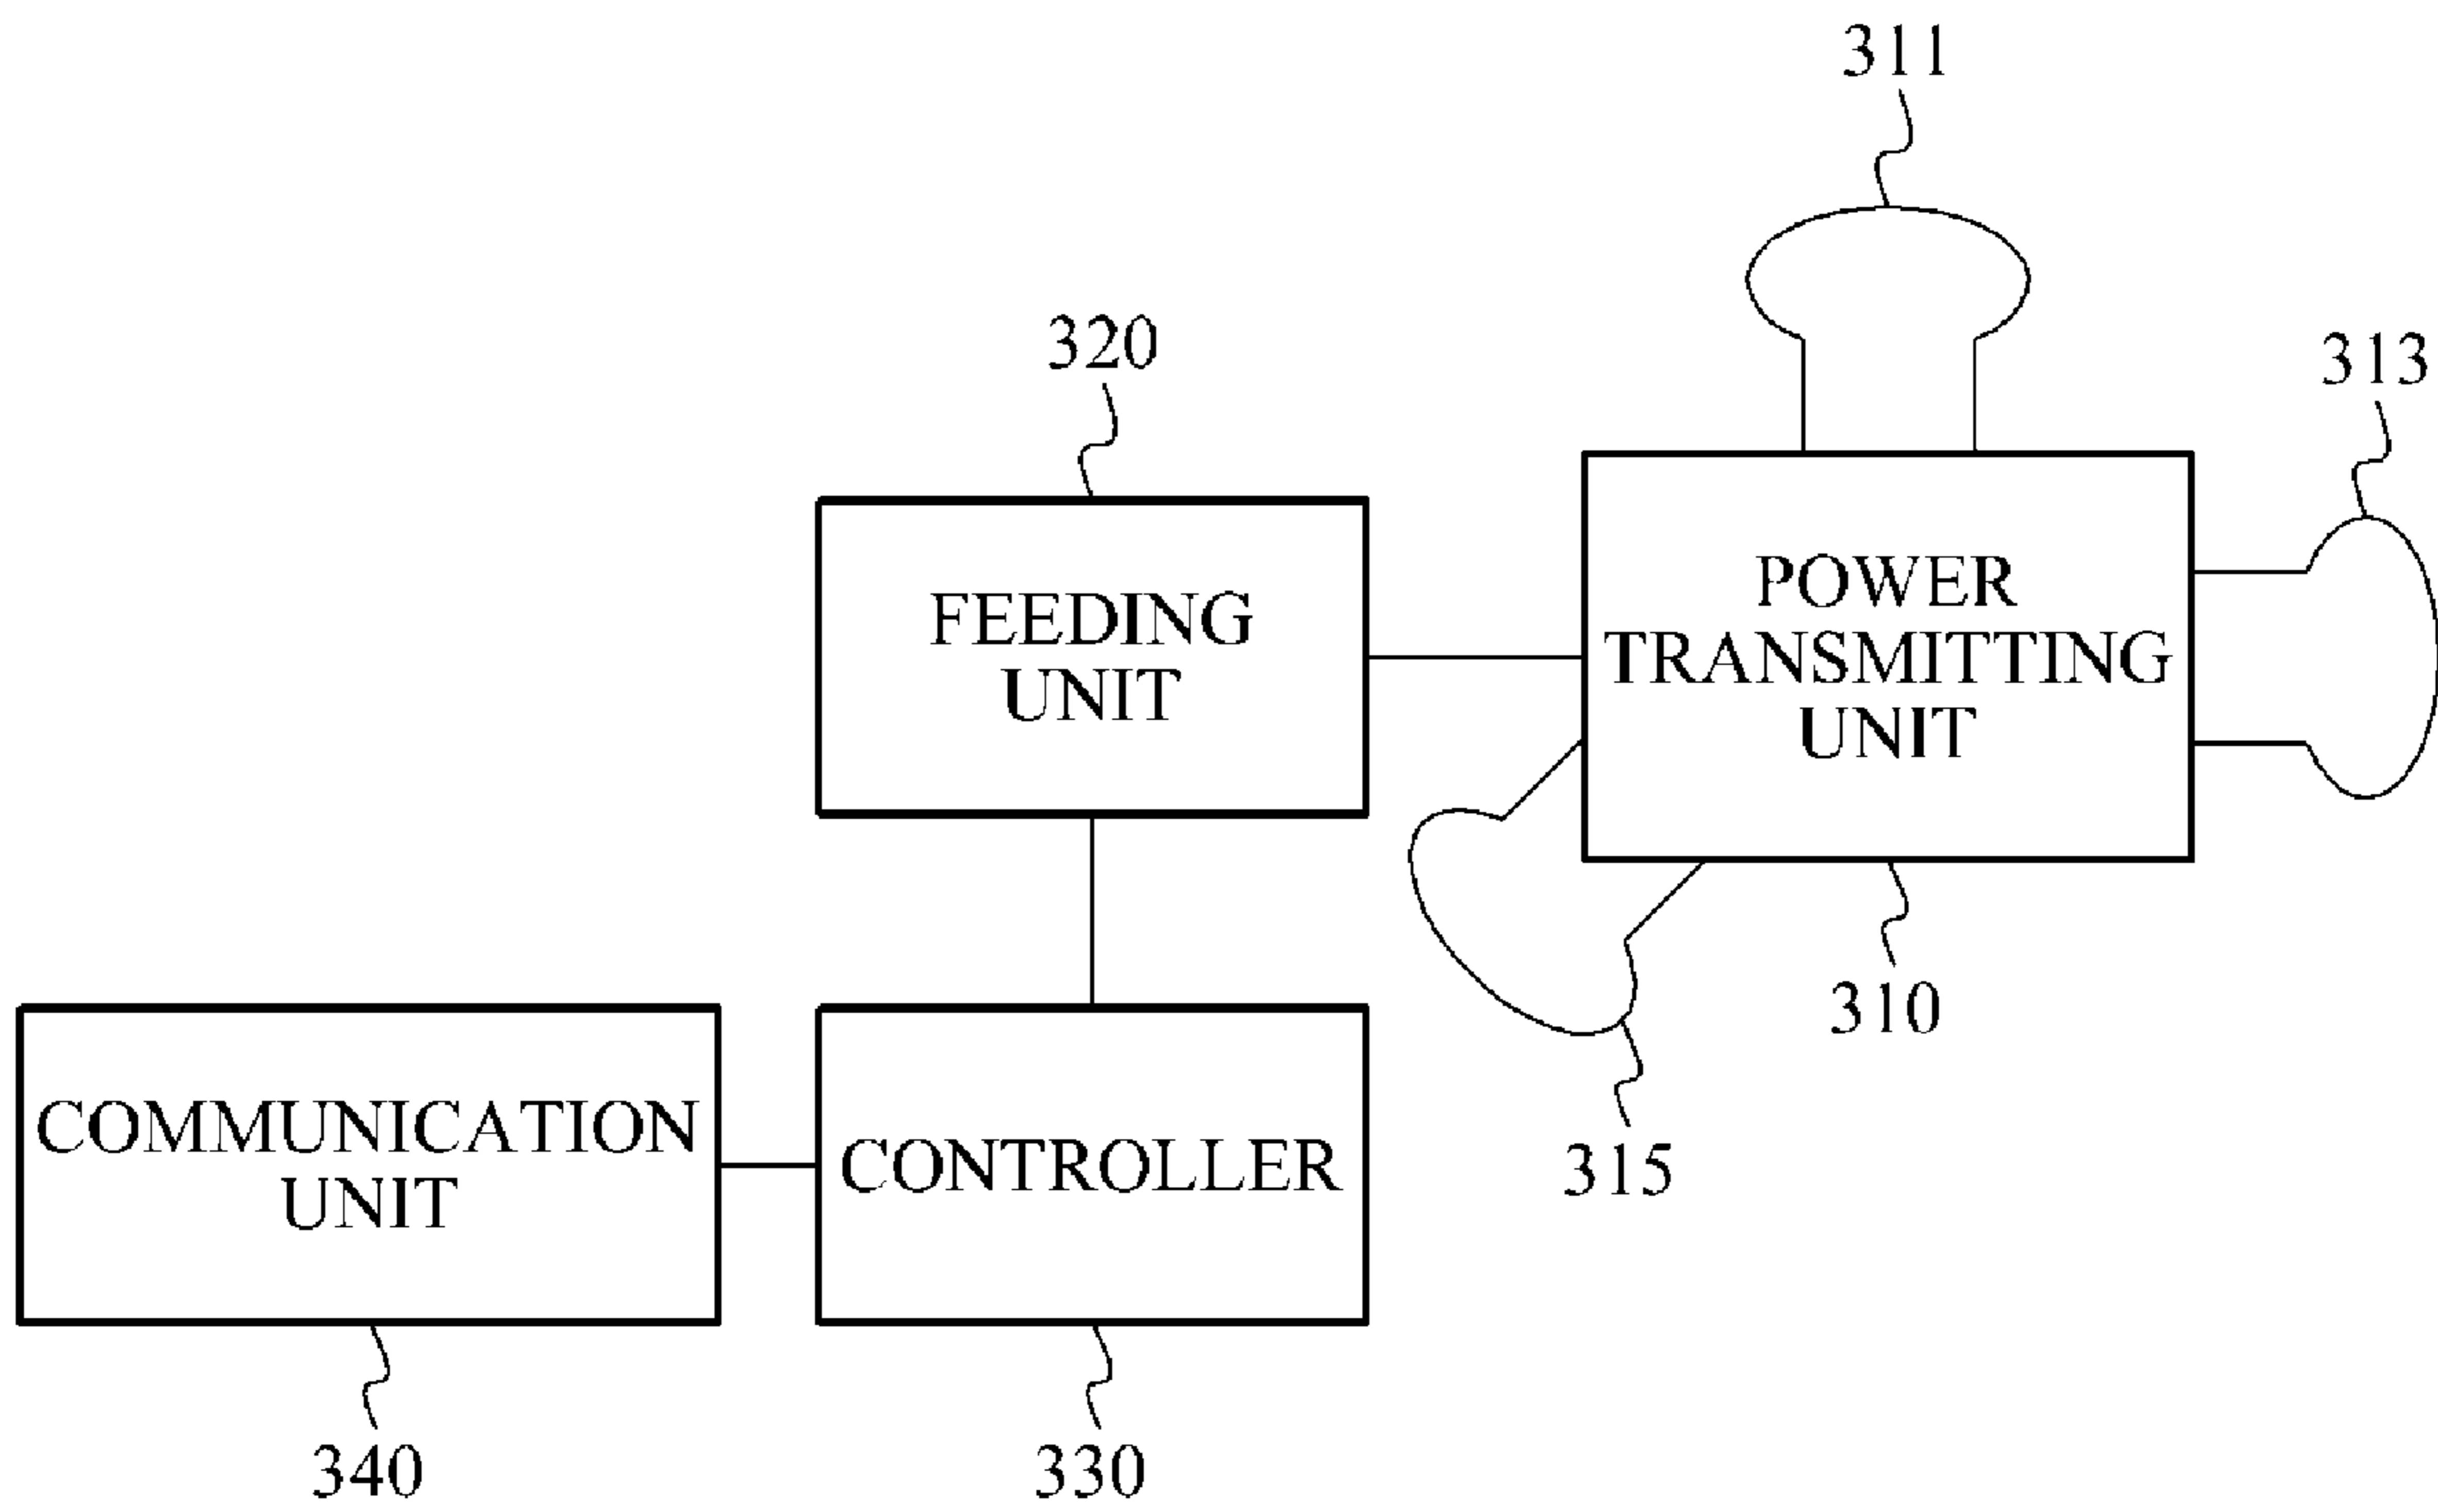 311
313
320
POWER
TRANSMITTING
UNIT
FEEDING
UNIT
310
315
COMMUNICATION
UNIT
CONTROLLER
340
330